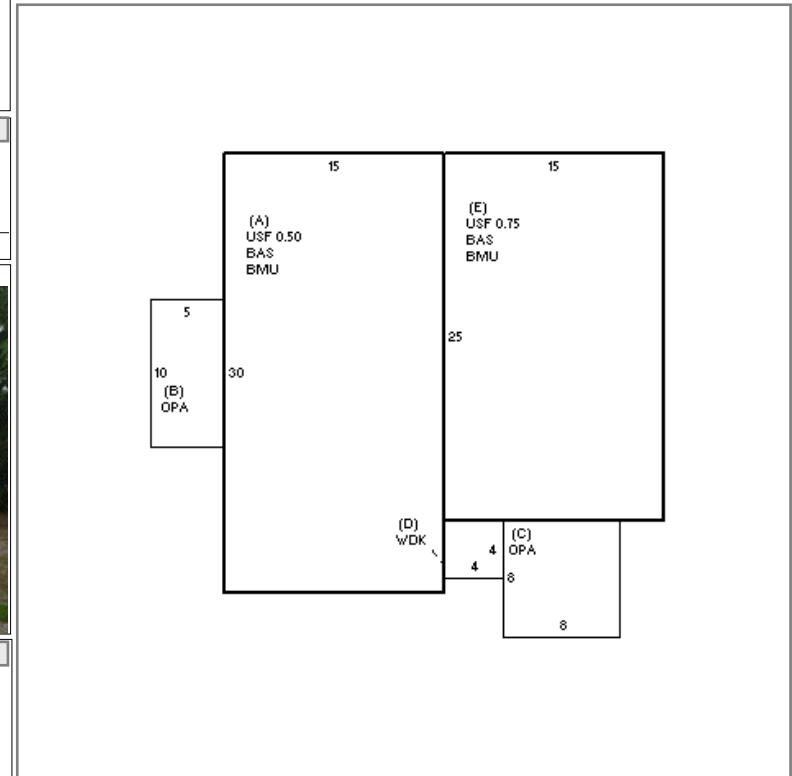 15
15
(A)
USF 0.50
BAS
BMU
(E)
USF 0.75
BAS
BMU
5
25
10
30
(B)
OPA
(D)
WDK
(C)
OPA
4
4
8
8